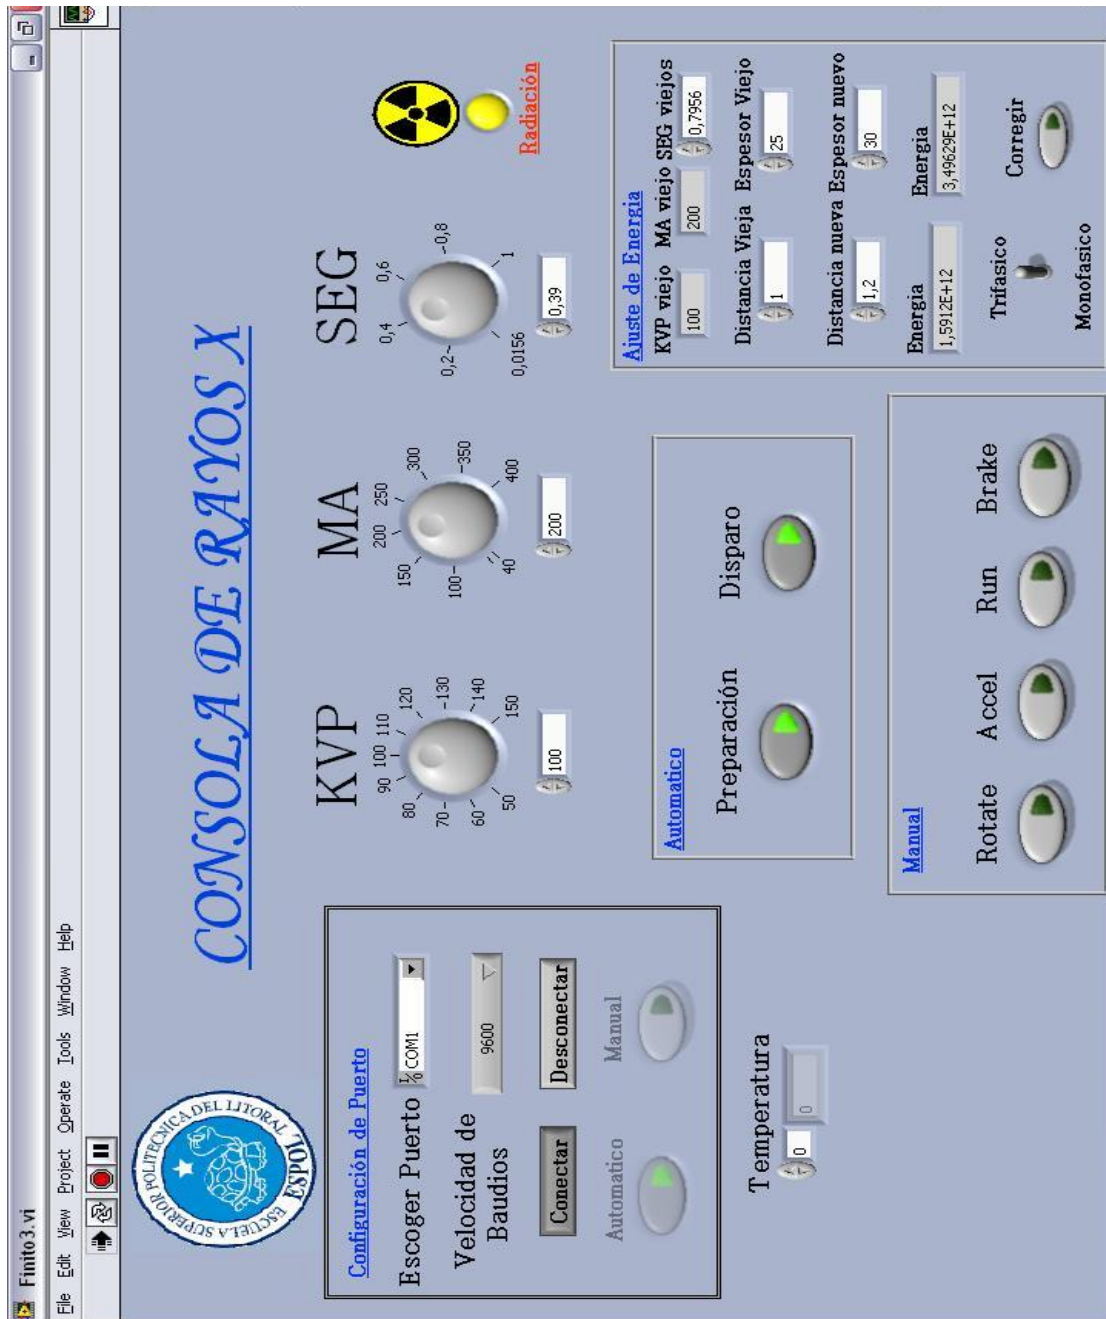 Finito3.vi
File Edit View Project Operate Tools Window Help
ESCUELA SUPERIOR POLITECNICA DEL LITORAL
ESPOL
CONSOLA DE RAYOS X
Configuración de Puerto
Escoger Puerto
COM1
Velocidad de
Baudios
9600
Conectar
Desconectar
Automatico
Manual
Temperatura
0
0
KVP
50
60
70
80
90
100
110
120
130
140
150
100
MA
40
100
150
200
250
300
350
400
200
SEG
0,0156
0,2
0,4
0,6
0,8
1
0,39
Radiación
Automatico
Preparación
Disparo
Manual
Rotate
Accel
Run
Brake
Ajuste de Energia
KVP viejo MA viejo SEG viejos
100 200 0,7956
Distancia Vieja Espesor Viejo
1 25
Distancia nueva Espesor nuevo
1,2 30
Energia Energia
1,5912E+12 3,49629E+12
Trifasico
Corregir
Monofasico